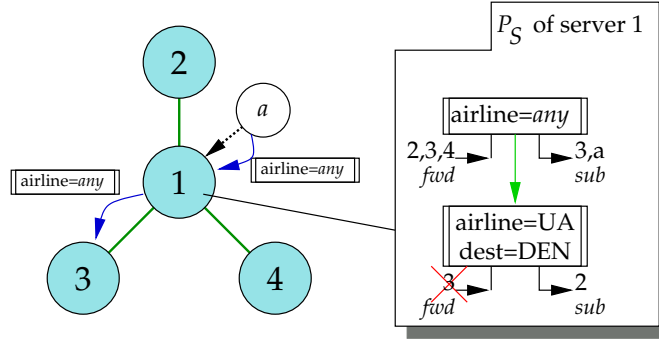 2
a
airline=any
airline=any
1
3
4
P_S of server 1
airline=any
2,3,4
fwd
3,a
sub
airline=UA
dest=DEN
3
fwd
2
sub